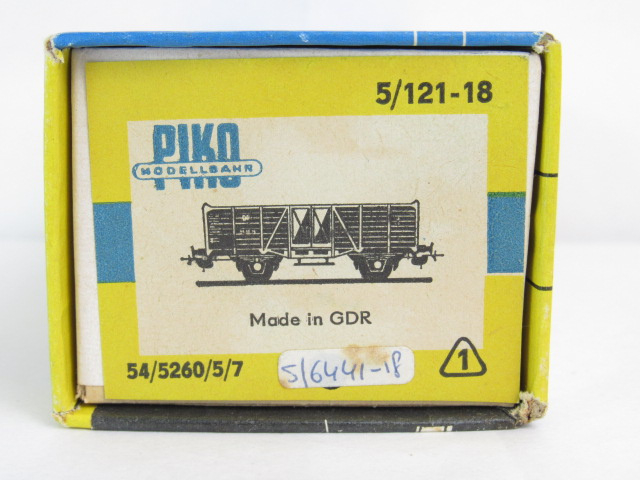 5/121-18
PIKO
MODELLBAHN
Made in GDR
54/5260/5/7
5/6441-18
1